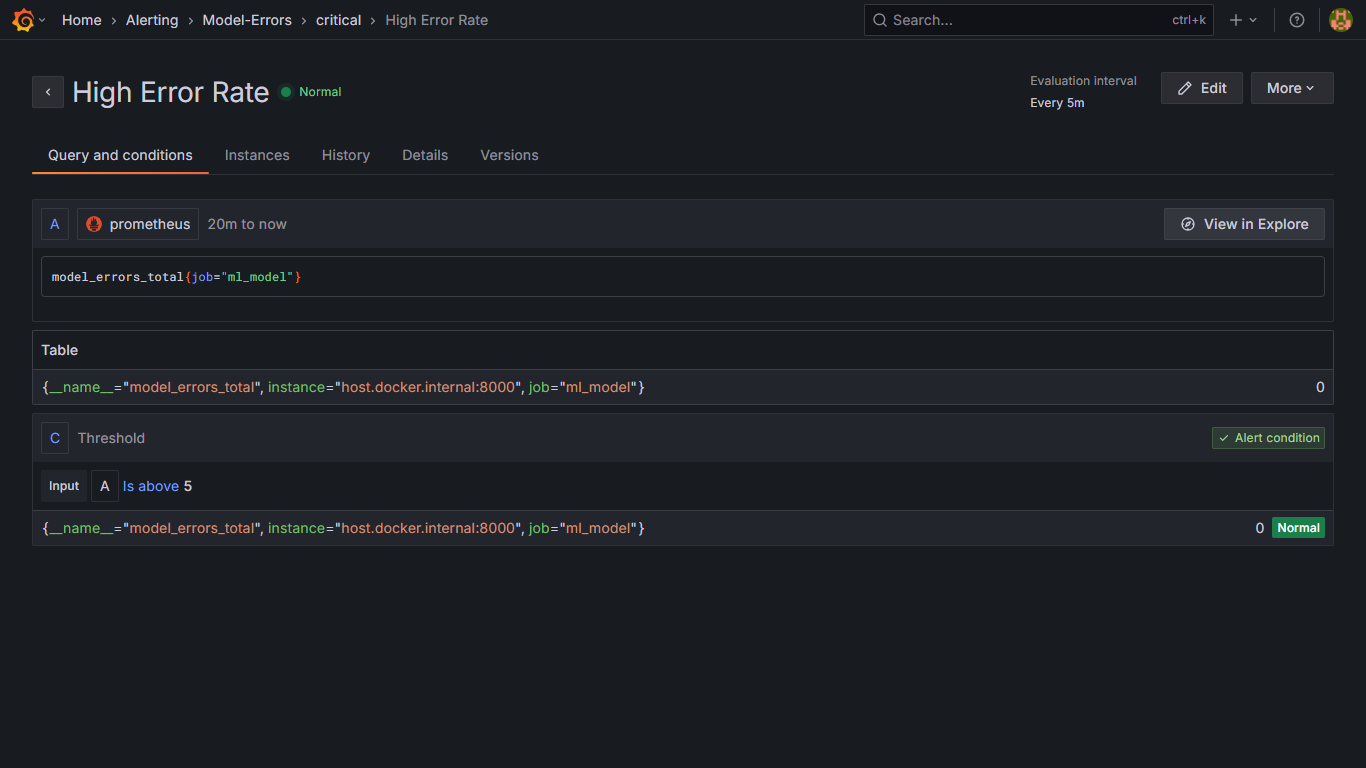 Home › Alerting › Model-Errors › critical › High Error Rate
Search...
ctrl+k
High Error Rate
Normal
Evaluation interval
Every 5m
Edit
More
Query and conditions
Instances
History
Details
Versions
A
prometheus
20m to now
View in Explore
model_errors_total{job="ml_model"}
Table
{__name__="model_errors_total", instance="host.docker.internal:8000", job="ml_model"} 0
C
Threshold
Alert condition
Input A Is above 5
{__name__="model_errors_total", instance="host.docker.internal:8000", job="ml_model"} 0 Normal